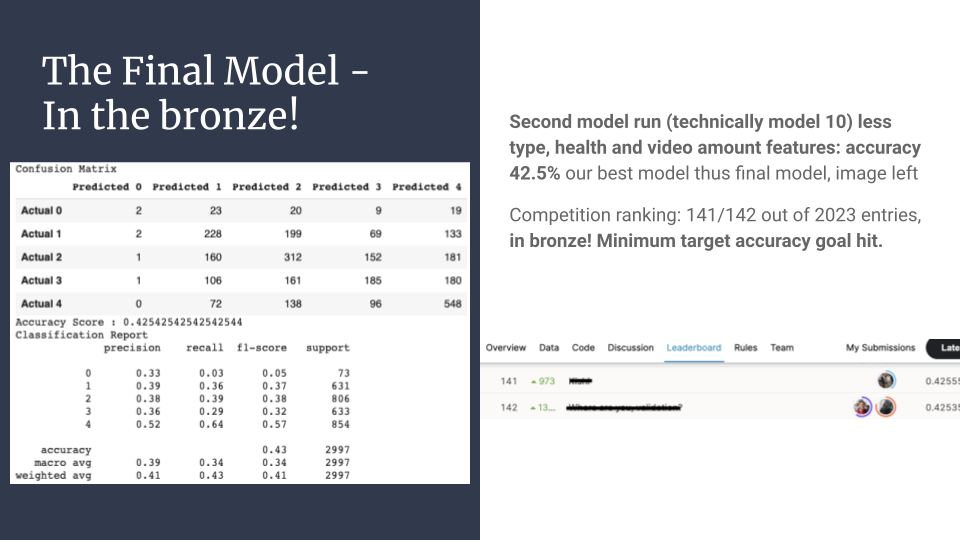 The Final Model -
In the bronze!
Confusion Matrix
Predicted 0 Predicted 1 Predicted 2 Predicted 3 Predicted 4
Actual 0 2 23 20 9 19
Actual 1 2 228 199 69 133
Actual 2 1 160 312 152 181
Actual 3 1 106 161 185 180
Actual 4 0 72 138 96 548
Accuracy Score : 0.42542542542542544
Classification Report
precision recall f1-score support
0 0.33 0.03 0.05 73
1 0.39 0.36 0.37 631
2 0.38 0.39 0.38 806
3 0.36 0.29 0.32 633
4 0.52 0.64 0.57 854
accuracy 0.43 2997
macro avg 0.39 0.34 0.34 2997
weighted avg 0.41 0.43 0.41 2997
Second model run (technically model 10) less
type, health and video amount features: accuracy
42.5% our best model thus final model, image left
Competition ranking: 141/142 out of 2023 entries,
in bronze! Minimum target accuracy goal hit.
Overview Data Code Discussion Leaderboard Rules Team My Submissions Late
141 973 0.42555
142 13... 0.42535